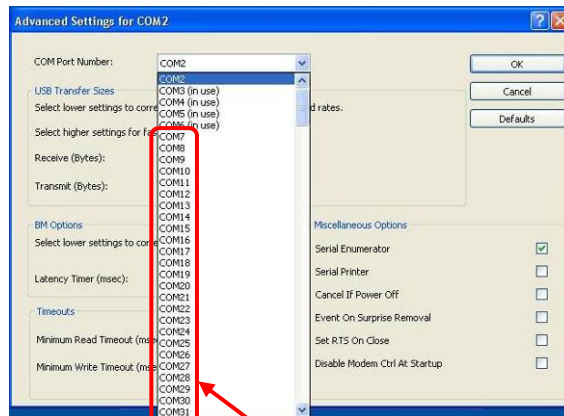 Advanced Settings for COM2
COM Port Number:
COM2
OK
Cancel
Defaults
COM2
COM3 (in use)
COM4 (in use)
COM5 (in use)
COM6 (in use)
COM7
COM8
COM9
COM10
COM11
COM12
COM13
COM14
COM15
COM16
COM17
COM18
COM19
COM20
COM21
COM22
COM23
COM24
COM25
COM26
COM27
COM28
COM29
COM30
COM31
USB Transfer Sizes
Select lower settings to corre
d rates.
Select higher settings for
Receive (Bytes):
Transmit (Bytes):
BM Options
Select lower settings to
Latency Timer (msec):
Timeouts
Minimum Read Timeout
Minimum Write Timeout
Miscellaneous Options
Serial Enumerator
Serial Printer
Cancel If Power Off
Event On Surprise Removal
Set RTS On Close
Disable Modem Ctrl At Startup